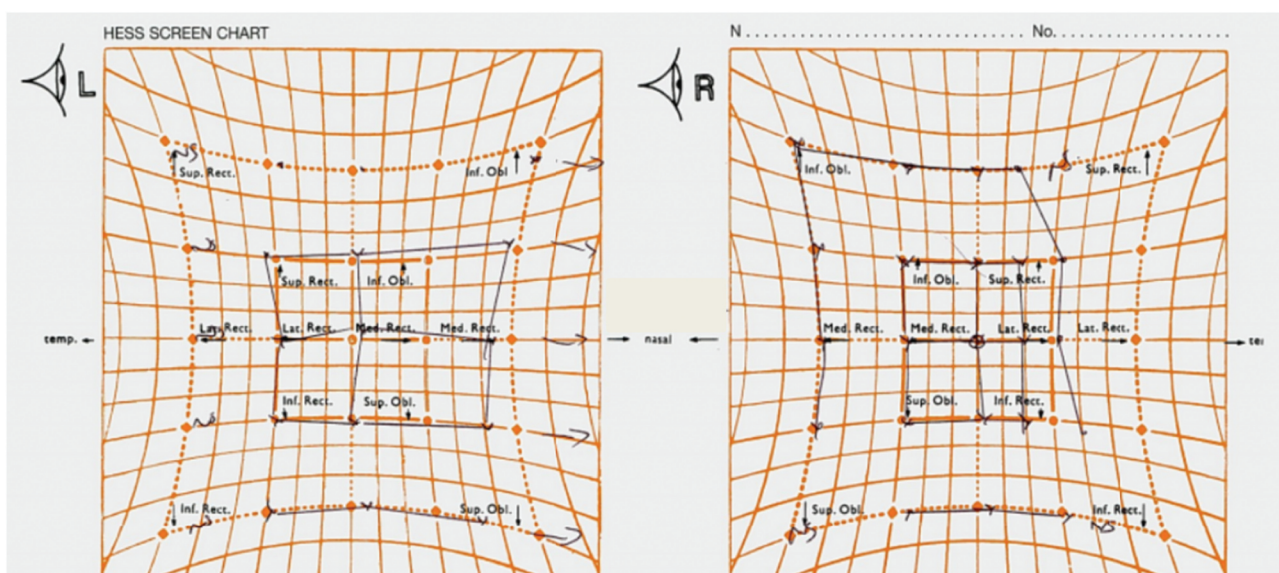 HESS SCREEN CHART
N ........................................ No. ....................
L
R
Sup. Rect. Inf. Obl
Inf. Obl. Sup. Rect.
Sup. Rect. Inf. Obl.
Inf. Obl. Sup. Rect.
temp. Lat. Rect. Lat. Rect. Med. Rect. Med. Rect. nasal Med. Rect. Med. Rect. Lat. Rect. Lat. Rect. tei
Inf. Rect. Sup. Obl.
Sup. Obl. Inf. Rect.
Inf. Rect. Sup. Obl.
Sup. Obl. Inf. Rect.